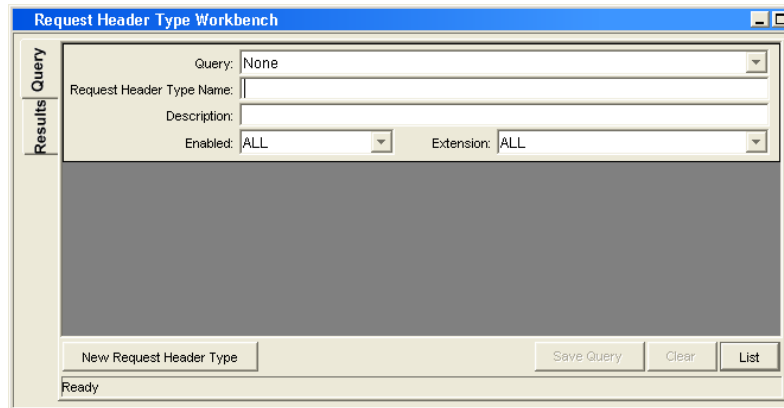 Request Header Type Workbench
Query
Results
Query: None
Request Header Type Name:
Description:
Enabled: ALL Extension: ALL
New Request Header Type Save Query Clear List
Ready